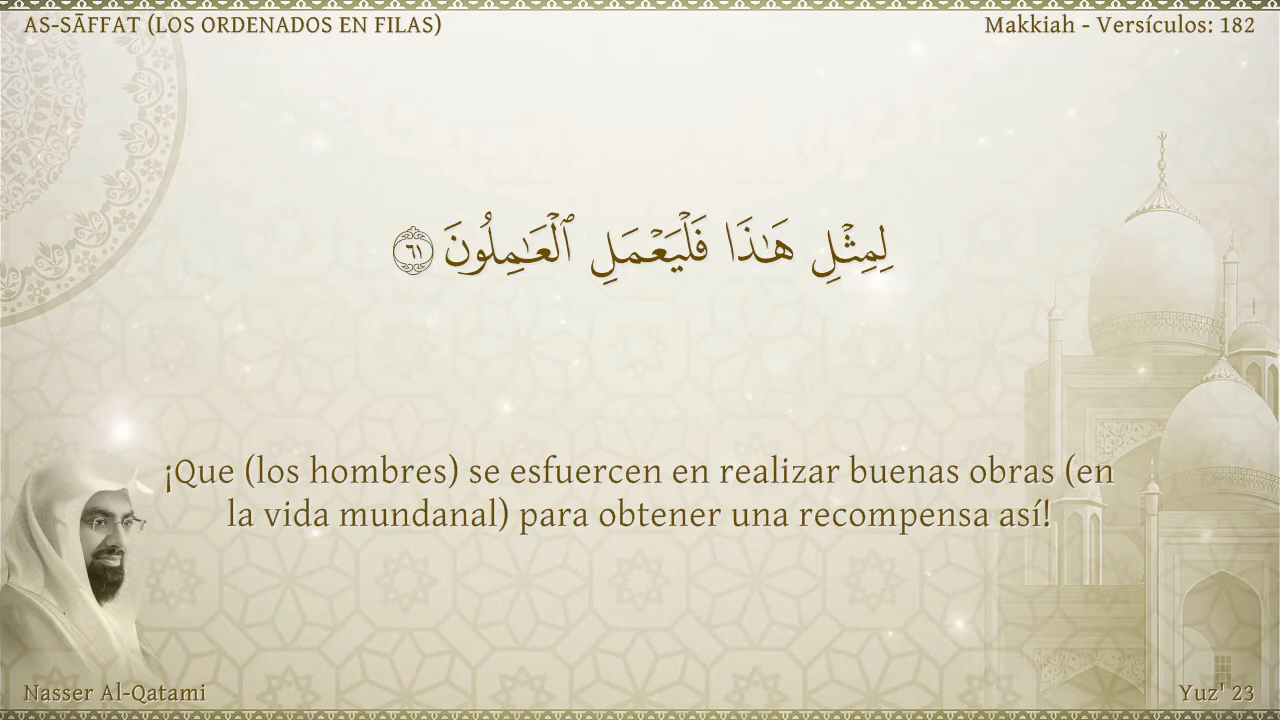 AS-SĀFFAT (LOS ORDENADOS EN FILAS)
Makkiah - Versículos: 182
لِمِثْلِ هَٰذَا فَلْيَعْمَلِ ٱلْعَٰمِلُونَ ٦١
¡Que (los hombres) se esfuercen en realizar buenas obras (en
la vida mundanal) para obtener una recompensa así!
Nasser Al-Qatami
Yuz' 23